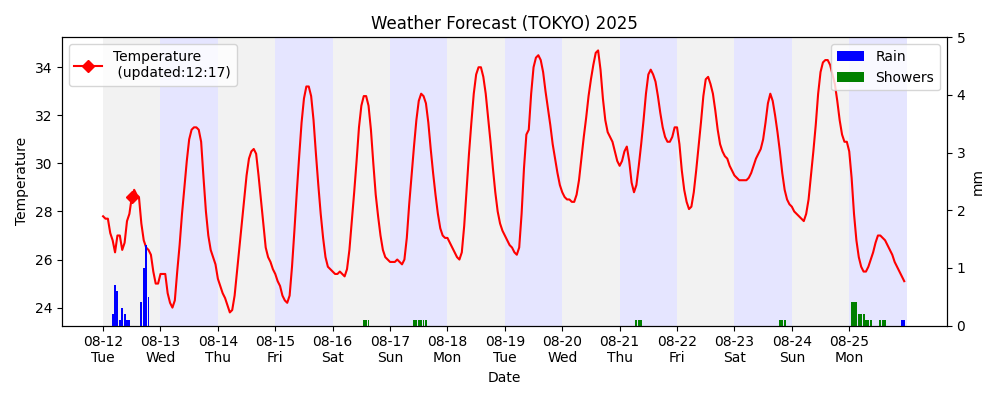 Weather Forecast (TOKYO) 2025
Temperature
(updated:12:17)
Rain
Showers
Temperature
34
32
30
28
26
24
5
4
3
2
1
0
mm
08-12 08-13 08-14 08-15 08-16 08-17 08-18 08-19 08-20 08-21 08-22 08-23 08-24 08-25
Tue Wed Thu Fri Sat Sun Mon Tue Wed Thu Fri Sat Sun Mon
Date